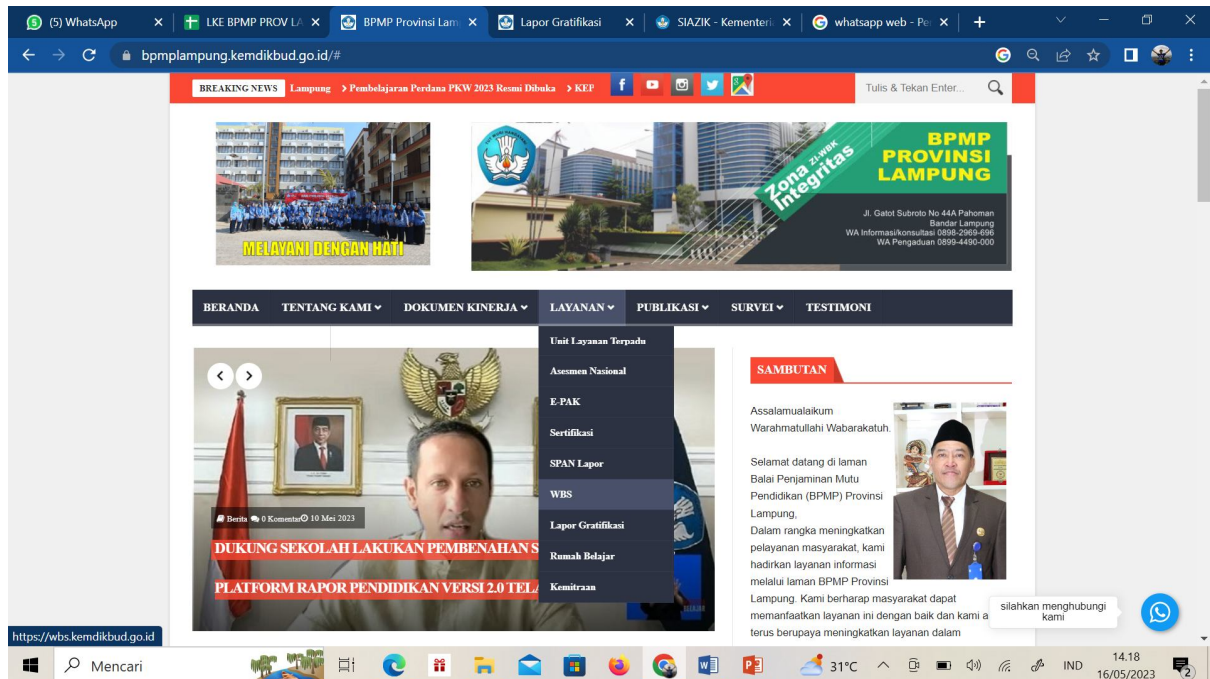 (5) WhatsApp
LKE BPMP PROV LA
BPMP Provinsi Lam
Lapor Gratifikasi
SIAZIK - Kementeri
whatsapp web - Pe
bpmplampung.kemdikbud.go.id/#
BREAKING NEWS Lampung > Pembelajaran Perdana PKW 2023 Resmi Dibuka > KEP
Tulis & Tekan Enter...
MELAYANI DENGAN HATI
Zona Integritas
ZI-WBK
BPMP
PROVINSI
LAMPUNG
Jl. Gatot Subroto No 44A Pahoman
Bandar Lampung
WA Informasi/konsultasi 0898-2969-696
WA Pengaduan 0899-4490-000
BERANDA TENTANG KAMI DOKUMEN KINERJA LAYANAN PUBLIKASI SURVEI TESTIMONI
Unit Layanan Terpadu
Asesmen Nasional
E-PAK
Sertifikasi
SPAN Lapor
WBS
Lapor Gratifikasi
Rumah Belajar
Kemitraan
Berita 0 Komentar 10 Mei 2023
DUKUNG SEKOLAH LAKUKAN PEMBENAHAN S
PLATFORM RAPOR PENDIDIKAN VERSI 2.0 TELA
SAMBUTAN
Assalamualaikum
Warahmatullahi Wabarakatuh.
Selamat datang di laman
Balai Penjaminan Mutu
Pendidikan (BPMP) Provinsi
Lampung,
Dalam rangka meningkatkan
pelayanan masyarakat, kami
hadirkan layanan informasi
melalui laman BPMP Provinsi
Lampung. Kami berharap masyarakat dapat
memanfaatkan layanan ini dengan baik dan kami a
terus berupaya meningkatkan layanan dalam
silahkan menghubungi
kami
https://wbs.kemdikbud.go.id
Mencari
31°C
IND
14.18
16/05/2023
2